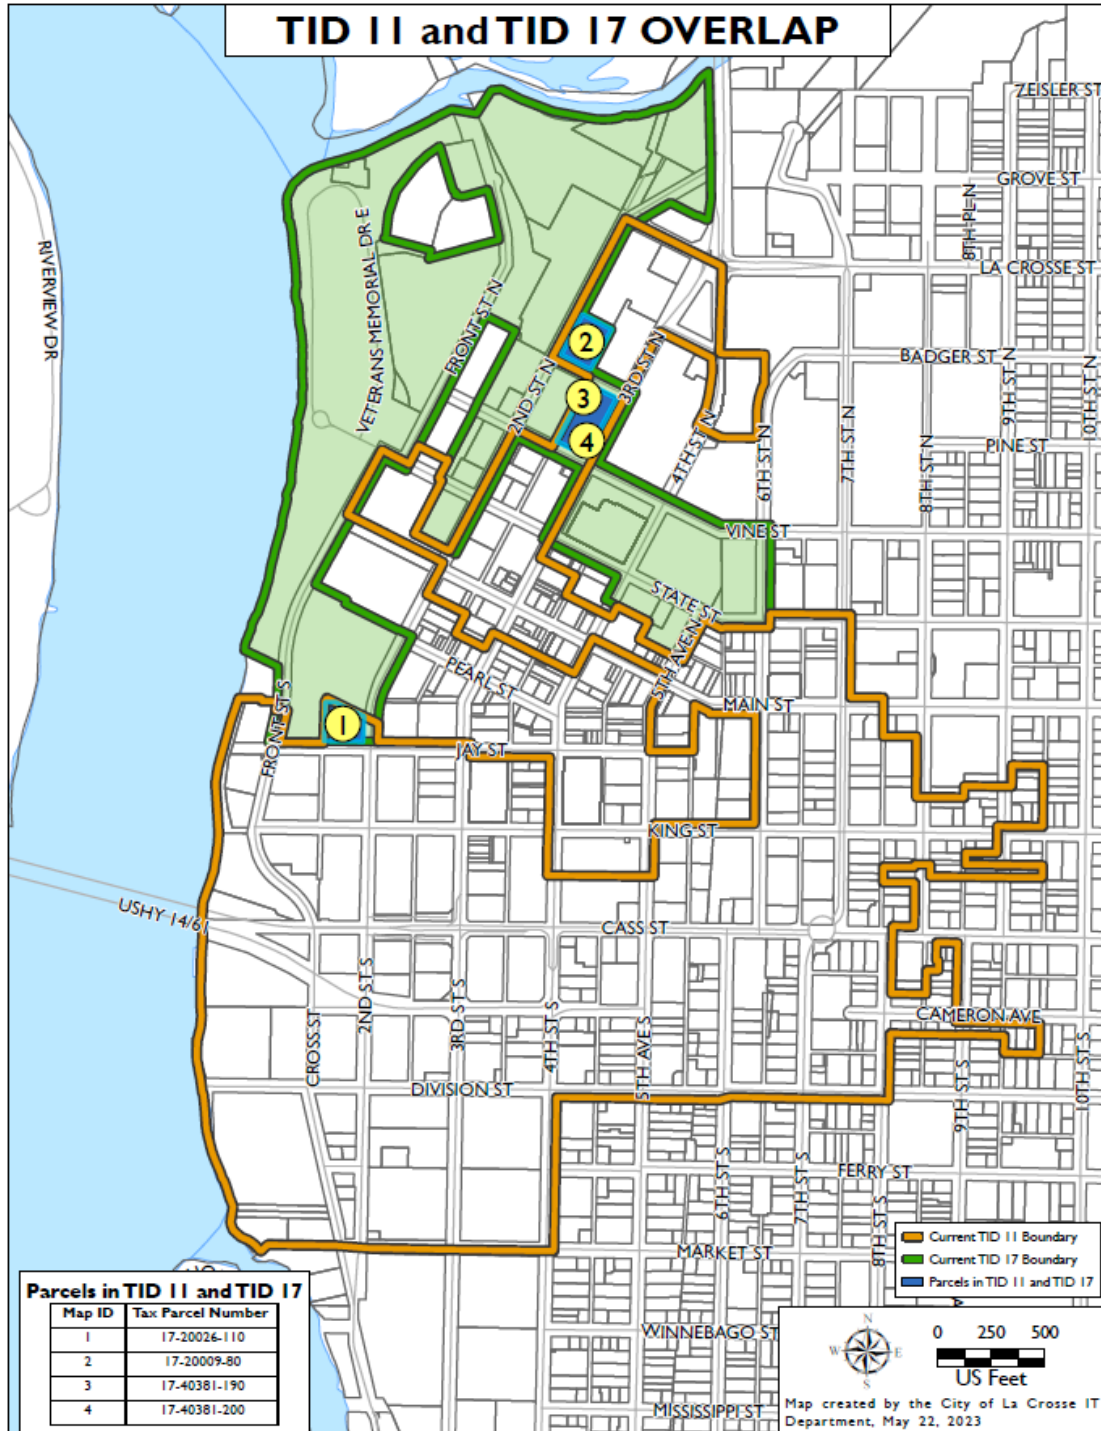 TID 11 and TID 17 OVERLAP
ZEISLER ST
GROVE ST
8TH PL N
LA CROSSE ST
RIVERVIEW DR
VETERANS MEMORIAL DR E
FRONT ST N
2ND ST N
3RD ST N
4TH ST N
6TH ST N
7TH ST N
8TH ST N
9TH ST N
10TH ST N
BADGER ST
PINE ST
2
3
4
VINE ST
STATE ST
5TH AVE N
PEARL ST
MAIN ST
FRONT ST S
1
JAY ST
KING ST
USHY 14/61
CASS ST
CROSS ST
2ND ST S
3RD ST S
4TH ST S
5TH AVE S
CAMERON AVE
DIVISION ST
9TH ST S
10TH ST S
FERRY ST
6TH ST S
7TH ST S
8TH ST S
MARKET ST
WINNEBAGO ST
MISSISSIPPI ST
Current TID 11 Boundary
Current TID 17 Boundary
Parcels in TID 11 and TID 17
Parcels in TID 11 and TID 17
Map ID Tax Parcel Number
1 17-20026-110
2 17-20009-80
3 17-40381-190
4 17-40381-200
N
W E
S
0 250 500
US Feet
Map created by the City of La Crosse IT
Department, May 22, 2023